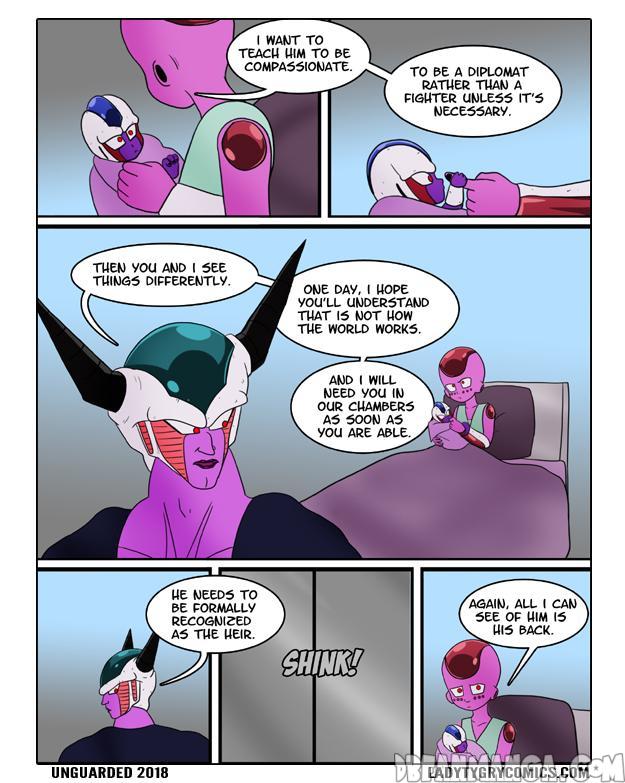 I WANT TO
TEACH HIM TO BE
COMPASSIONATE.
TO BE A DIPLOMAT
RATHER THAN A
FIGHTER UNLESS IT'S
NECESSARY.
THEN YOU AND I SEE
THINGS DIFFERENTLY.
ONE DAY, I HOPE
YOU'LL UNDERSTAND
THAT IS NOT HOW
THE WORLD WORKS.
AND I WILL
NEED YOU IN
OUR CHAMBERS
AS SOON AS
YOU ARE ABLE.
HE NEEDS TO
BE FORMALLY
RECOGNIZED
AS THE HEIR.
SHINK!
AGAIN, ALL I CAN
SEE OF HIM IS
HIS BACK.
UNGUARDED 2018
LADYTYGRYCOMICS.COM
DBFANMANGA.COM